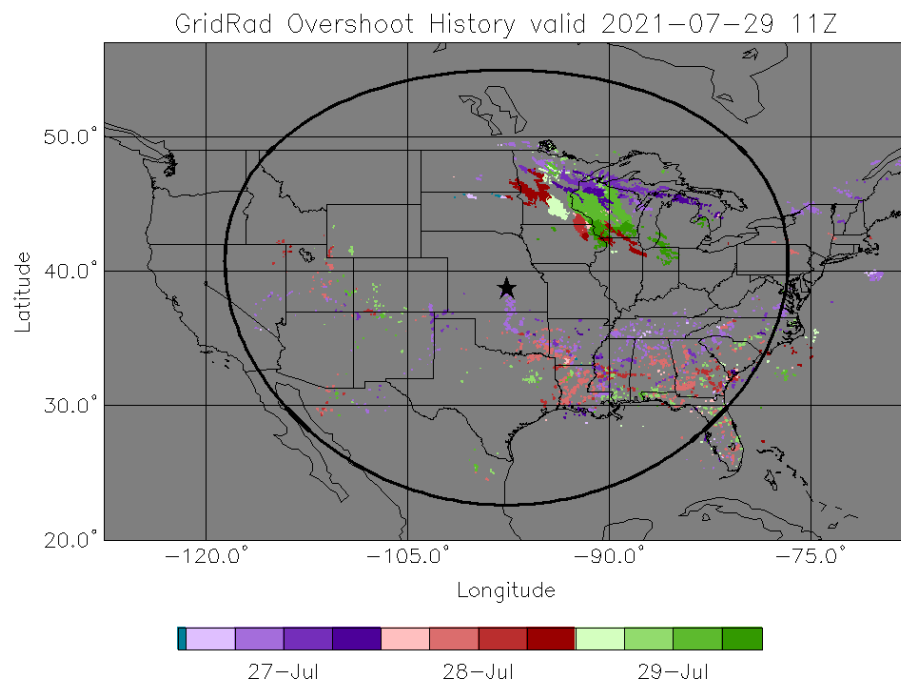 GridRad Overshoot History valid 2021-07-29 11Z
50.0°
40.0°
30.0°
20.0°
Latitude
-120.0° -105.0° -90.0° -75.0°
Longitude
27-Jul 28-Jul 29-Jul